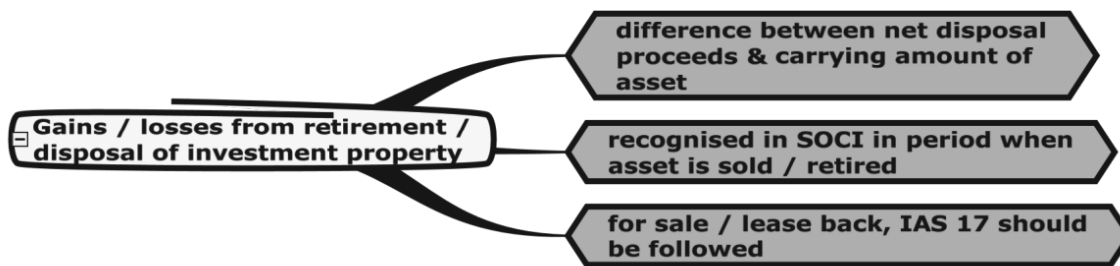 Gains / losses from retirement /
disposal of investment property
difference between net disposal
proceeds & carrying amount of
asset
recognised in SOCI in period when
asset is sold / retired
for sale / lease back, IAS 17 should
be followed